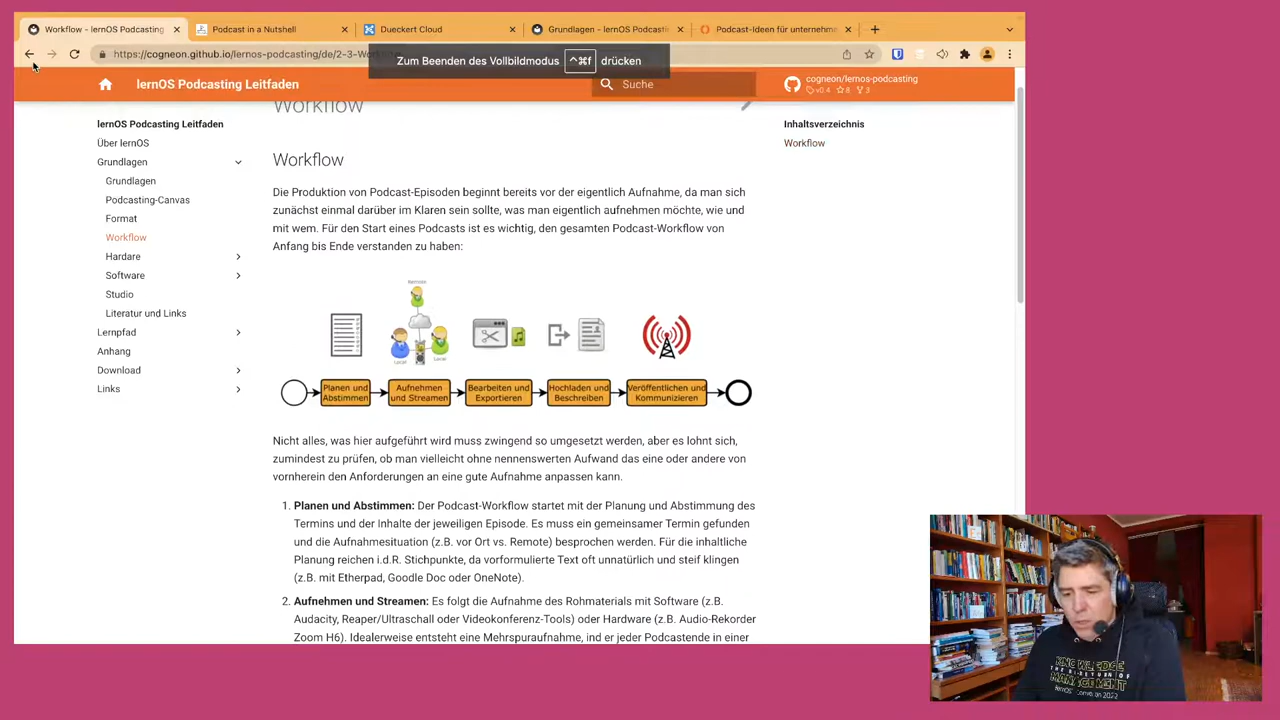 Workflow - lernOS Podcasting
Podcast in a Nutshell
Dueckert Cloud
Grundlagen - lernOS Podcasti
Podcast-Ideen für unternehm
https://cogneon.github.io/lernos-podcasting/de/2-3-Workflow
Zum Beenden des Vollbildmodus ^⌘f drücken
lernOS Podcasting Leitfaden
Suche
cogneon/lernos-podcasting
v0.4 8 3
Workflow
lernOS Podcasting Leitfaden
Über lernOS
Grundlagen
Grundlagen
Podcasting-Canvas
Format
Workflow
Hardare
Software
Studio
Literatur und Links
Lernpfad
Anhang
Download
Links
Workflow
Die Produktion von Podcast-Episoden beginnt bereits vor der eigentlich Aufnahme, da man sich
zunächst einmal darüber im Klaren sein sollte, was man eigentlich aufnehmen möchte, wie und
mit wem. Für den Start eines Podcasts ist es wichtig, den gesamten Podcast-Workflow von
Anfang bis Ende verstanden zu haben:
Planen und
Abstimmen
Aufnehmen
und Streamen
Bearbeiten und
Exportieren
Hochladen und
Beschreiben
Veröffentlichen und
Kommunizieren
Nicht alles, was hier aufgeführt wird muss zwingend so umgesetzt werden, aber es lohnt sich,
zumindest zu prüfen, ob man vielleicht ohne nennenswerten Aufwand das eine oder andere von
vornherein den Anforderungen an eine gute Aufnahme anpassen kann.
1. Planen und Abstimmen: Der Podcast-Workflow startet mit der Planung und Abstimmung des
Termins und der Inhalte der jeweiligen Episode. Es muss ein gemeinsamer Termin gefunden
und die Aufnahmesituation (z.B. vor Ort vs. Remote) besprochen werden. Für die inhaltliche
Planung reichen i.d.R. Stichpunkte, da vorformulierte Text oft unnatürlich und steif klingen
(z.B. mit Etherpad, Goodle Doc oder OneNote).
2. Aufnehmen und Streamen: Es folgt die Aufnahme des Rohmaterials mit Software (z.B.
Audacity, Reaper/Ultraschall oder Videokonferenz-Tools) oder Hardware (z.B. Audio-Rekorder
Zoom H6). Idealerweise entsteht eine Mehrspuraufnahme, ind er jeder Podcastende in einer
Inhaltsverzeichnis
Workflow
KNOWLEDGE
MANAGEMENT